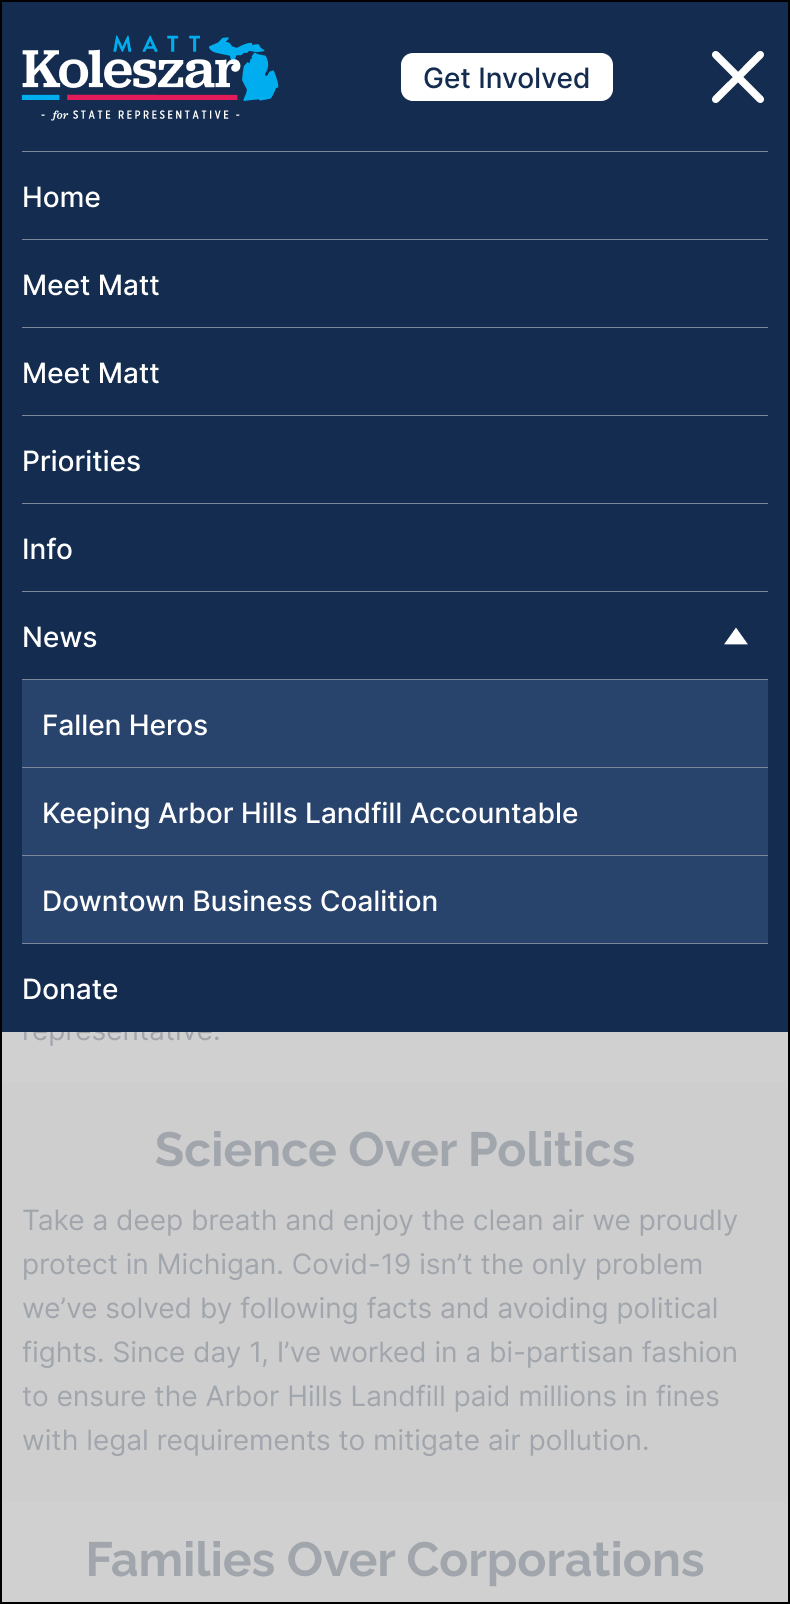 MATT
Koleszar
- for STATE REPRESENTATIVE -
Get Involved
Home
Meet Matt
Meet Matt
Priorities
Info
News
Fallen Heros
Keeping Arbor Hills Landfill Accountable
Downtown Business Coalition
Donate
representative.
Science Over Politics
Take a deep breath and enjoy the clean air we proudly
protect in Michigan. Covid-19 isn’t the only problem
we’ve solved by following facts and avoiding political
fights. Since day 1, I’ve worked in a bi-partisan fashion
to ensure the Arbor Hills Landfill paid millions in fines
with legal requirements to mitigate air pollution.
Families Over Corporations